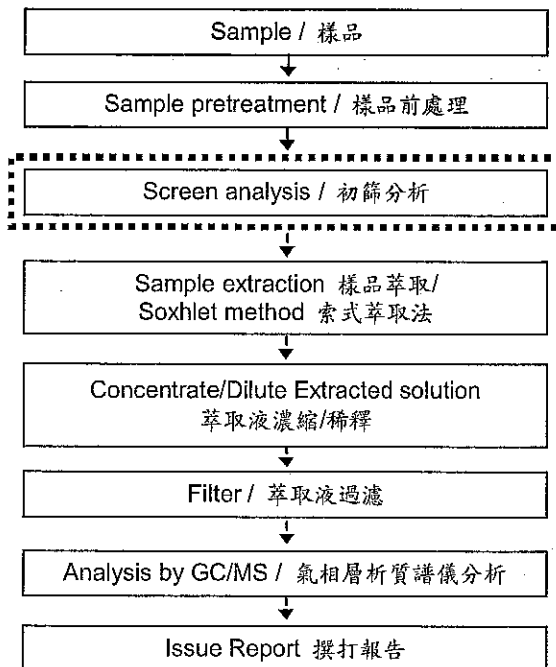 Sample / 樣品
Sample pretreatment / 樣品前處理
Screen analysis / 初篩分析
Sample extraction 樣品萃取/
Soxhlet method 索式萃取法
Concentrate/Dilute Extracted solution
萃取液濃縮/稀釋
Filter / 萃取液過濾
Analysis by GC/MS / 氣相層析質譜儀分析
Issue Report 撰打報告